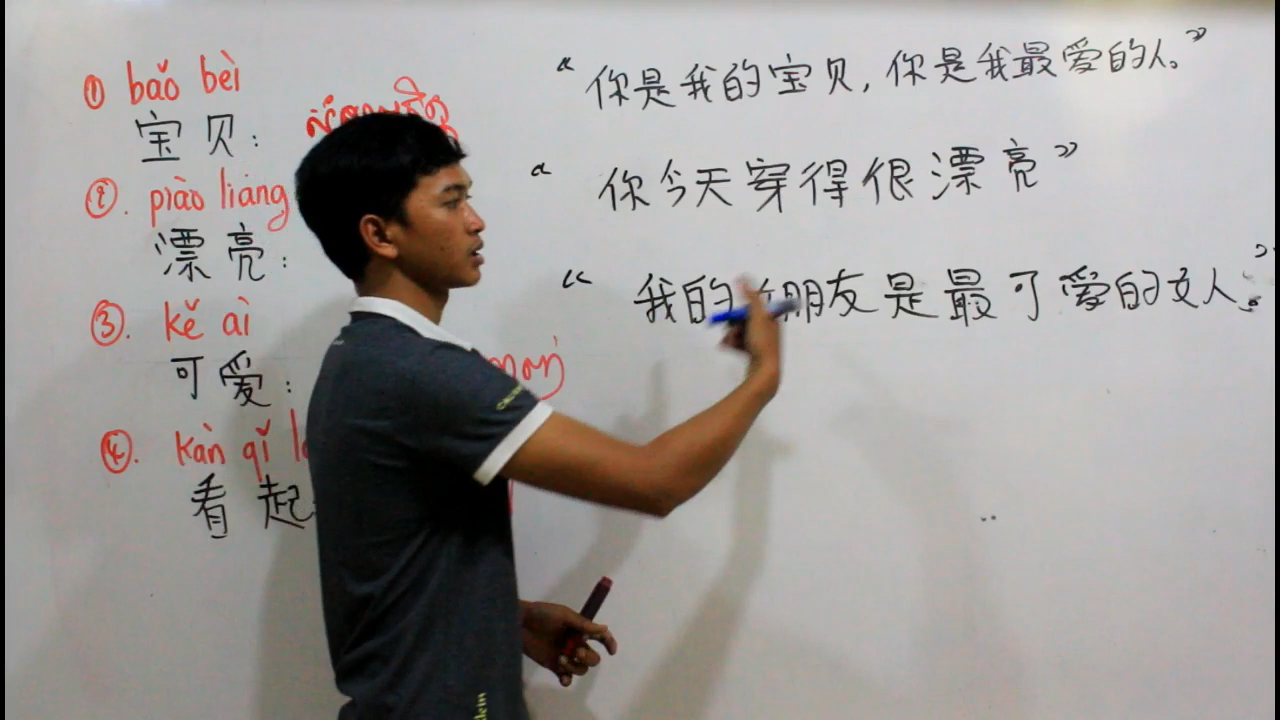 ① bǎo bèi
宝贝:
②. piào liang
漂亮:
③. kě ài
可爱:
④. kàn qǐ
看起
“你是我的宝贝,你是我最爱的人。”
“你今天穿得很漂亮”
“我的朋友是最可爱的女人。”